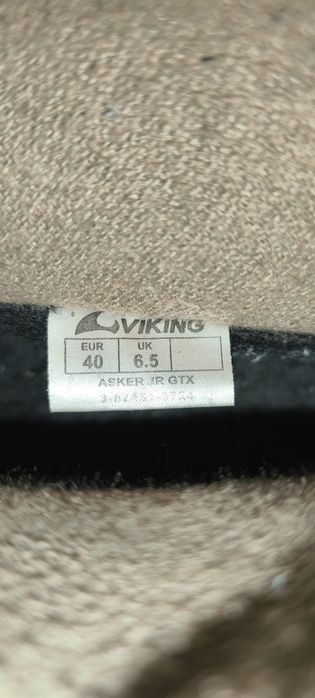 VIKING
EUR UK
40 6.5
ASKER JR GTX